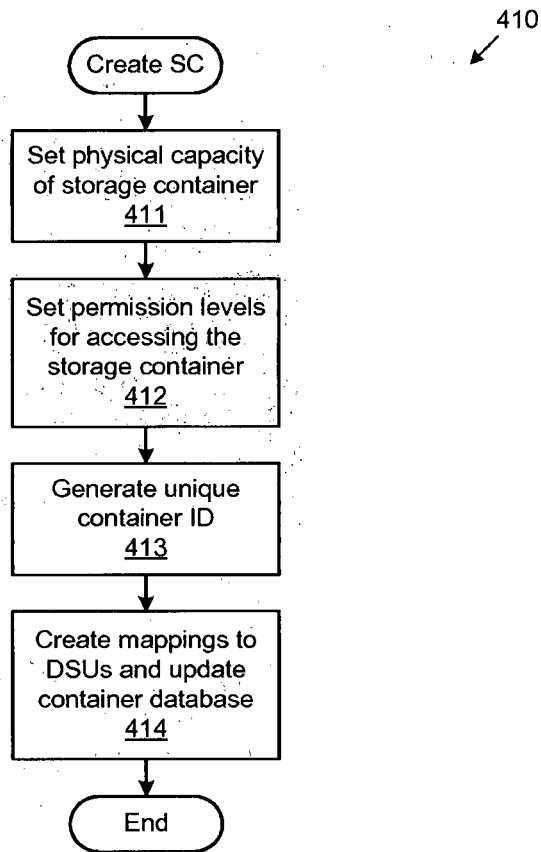 410
Create SC
Set physical capacity
of storage container
411
Set permission levels
for accessing the
storage container
412
Generate unique
container ID
413
Create mappings to
DSUs and update
container database
414
End